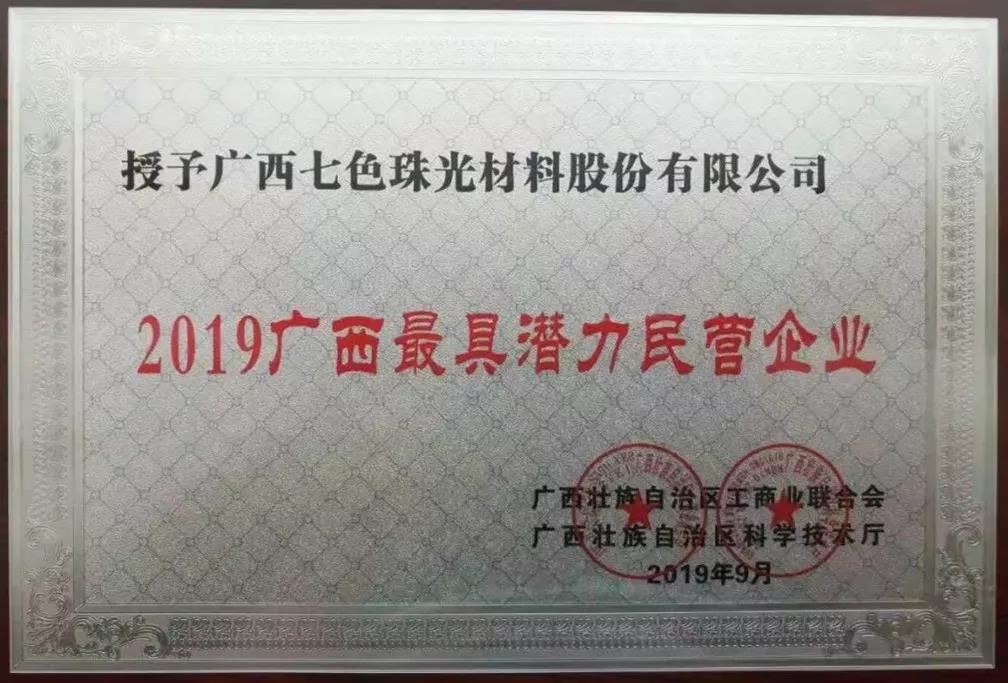 授予广西七色珠光材料股份有限公司
2019广西最具潜力民营企业
广西壮族自治区工商业联合会
广西壮族自治区科学技术厅
2019年9月